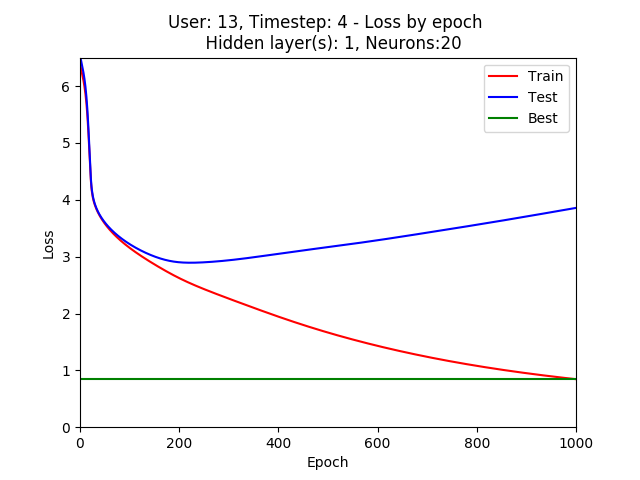 User: 13, Timestep: 4 - Loss by epoch
Hidden layer(s): 1, Neurons:20
Train
Test
Best
Loss
6
5
4
3
2
1
0
0 200 400 600 800 1000
Epoch